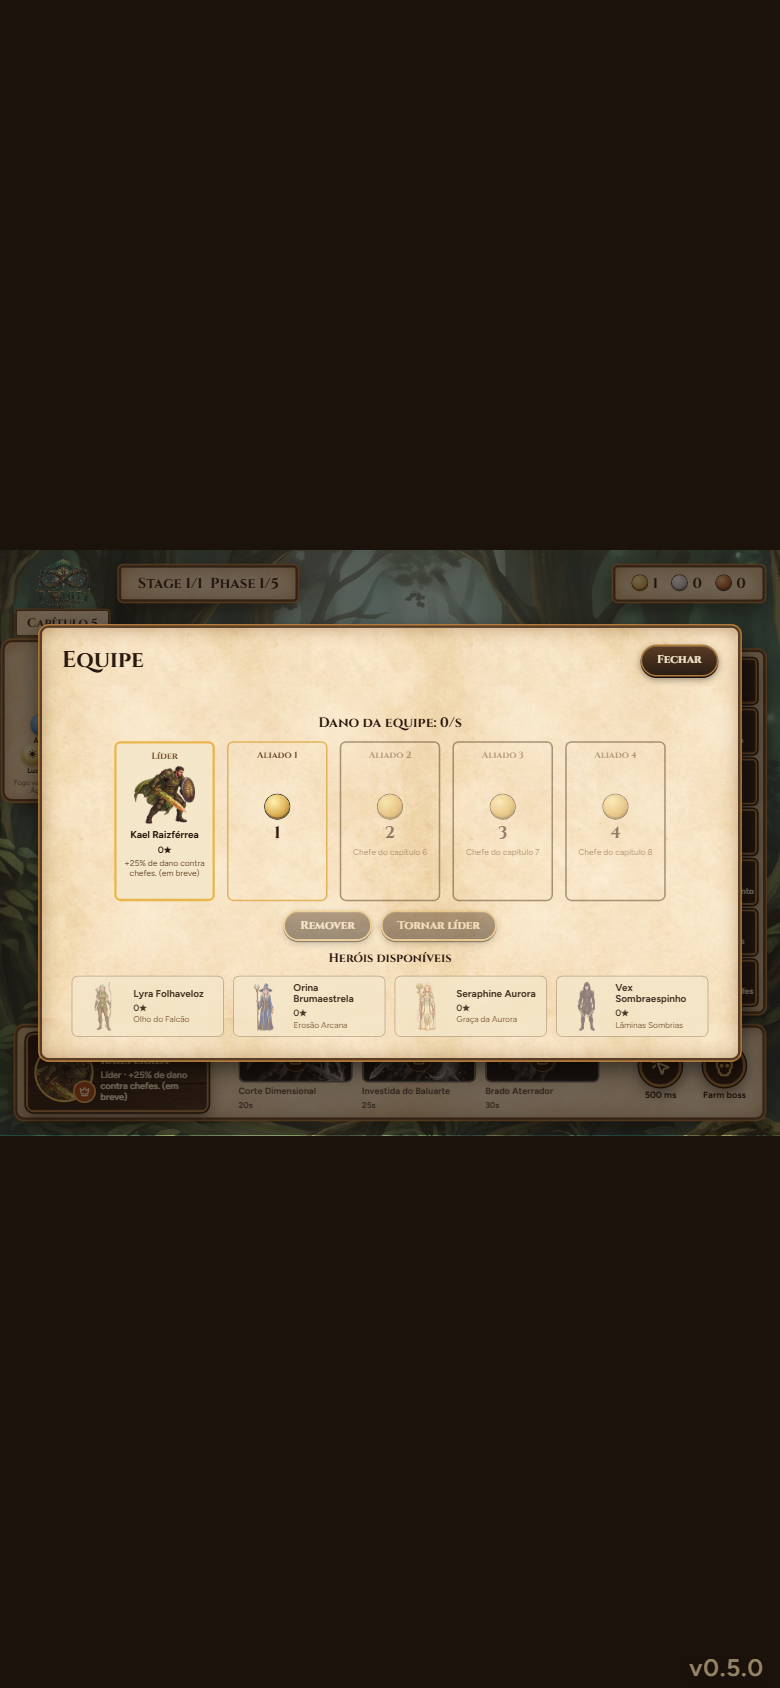 Stage 1/1 Phase 1/5
1 0 0
Capítulo 5
Equipe
Fechar
Dano da equipe: 0/s
Líder
Kael Raizférrea
0★
+25% de dano contra
chefes. (em breve)
Aliado 1
1
Aliado 2
2
Chefe do capítulo 6
Aliado 3
3
Chefe do capítulo 7
Aliado 4
4
Chefe do capítulo 8
Remover
Tornar líder
Heróis disponíveis
Lyra Folhaveloz
0★
Olho do Falcão
Orina
Brumaestrela
0★
Erosão Arcana
Seraphine Aurora
0★
Graça da Aurora
Vex
Sombraespinho
0★
Lâminas Sombrias
Líder · +25% de dano
contra chefes. (em
breve)
Corte Dimensional
20s
Investida do Baluarte
25s
Brado Aterrador
30s
500 ms
Farm boss
v0.5.0